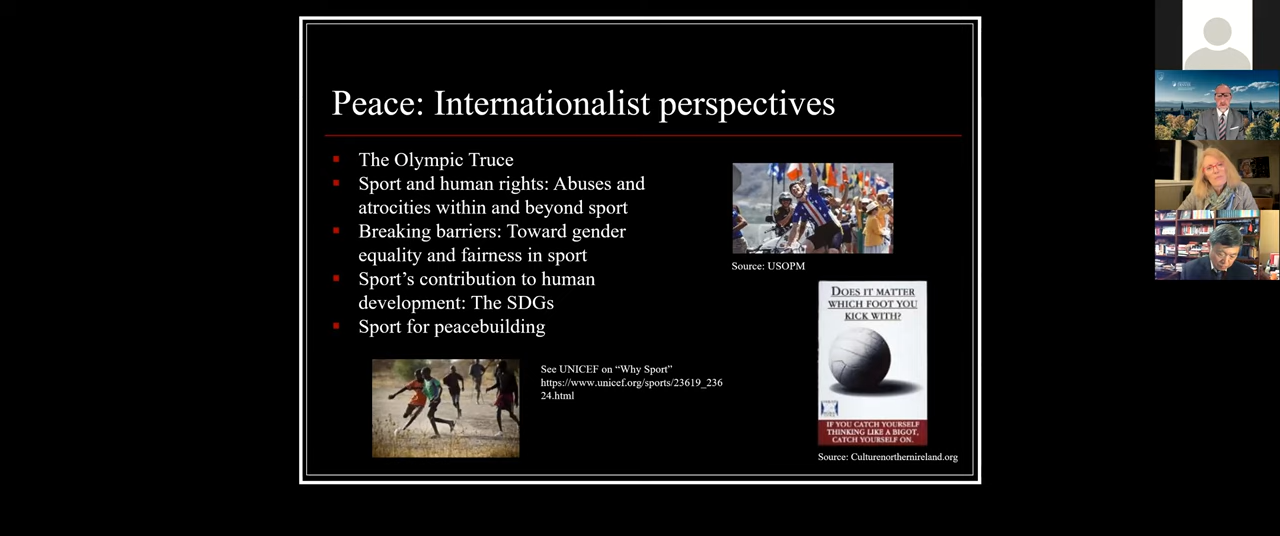 Peace: Internationalist perspectives
The Olympic Truce
Sport and human rights: Abuses and
atrocities within and beyond sport
Breaking barriers: Toward gender
equality and fairness in sport
Sport’s contribution to human
development: The SDGs
Sport for peacebuilding
See UNICEF on “Why Sport”
https://www.unicef.org/sports/23619_236
24.html
Source: USOPM
DOES IT MATTER
WHICH FOOT YOU
KICK WITH?
IF YOU CATCH YOURSELF
THINKING LIKE A BIGOT,
CATCH YOURSELF ON.
Source: Culturenorthernireland.org